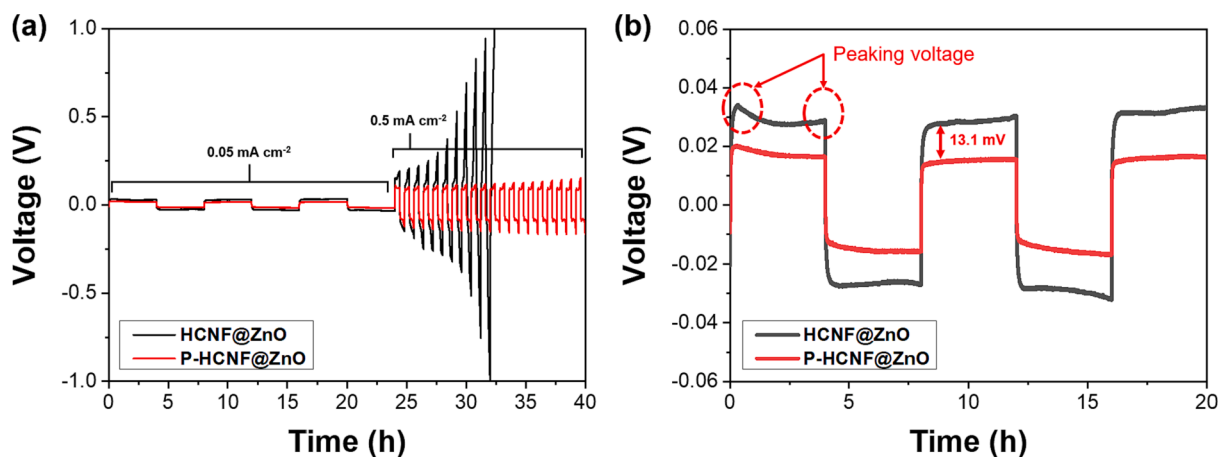 (a)
Voltage (V)
1.0
0.5
0.0
-0.5
-1.0
0.05 mA cm⁻²
0.5 mA cm⁻²
HCNF@ZnO
P-HCNF@ZnO
0 5 10 15 20 25 30 35 40
Time (h)
(b)
Voltage (V)
0.06
0.04
0.02
0.00
-0.02
-0.04
-0.06
Peaking voltage
13.1 mV
HCNF@ZnO
P-HCNF@ZnO
0 5 10 15 20
Time (h)